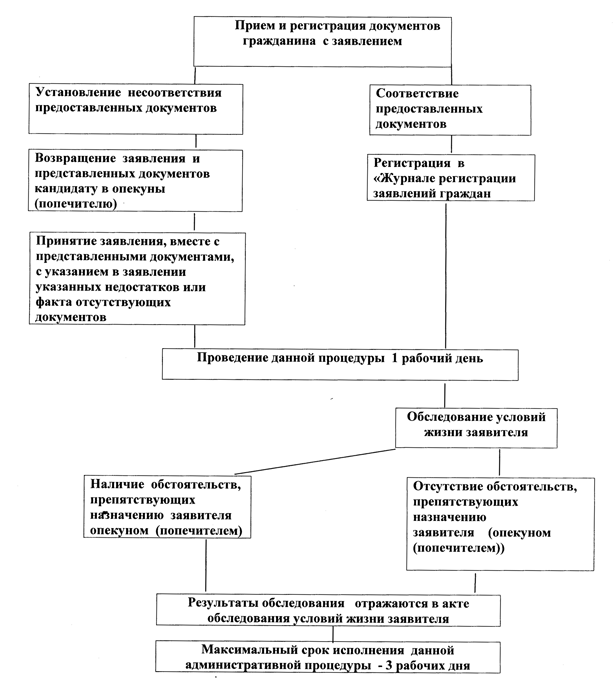 Прием и регистрация документов
гражданина с заявлением
Установление несоответствия
предоставленных документов
Соответствие
предоставленных
документов
Возвращение заявления и
представленных документов
кандидату в опекуны
(попечителю)
Регистрация в
«Журнале регистрации
заявлений граждан
Принятие заявления, вместе с
представленными документами,
с указанием в заявлении
указанных недостатков или
факта отсутствующих
документов
Проведение данной процедуры 1 рабочий день
Обследование условий
жизни заявителя
Наличие обстоятельств,
препятствующих
назначению заявителя
опекуном (попечителем)
Отсутствие обстоятельств,
препятствующих
назначению
заявителя (опекуном
(попечителем))
Результаты обследования отражаются в акте
обследования условий жизни заявителя
Максимальный срок исполнения данной
административной процедуры - 3 рабочих дня